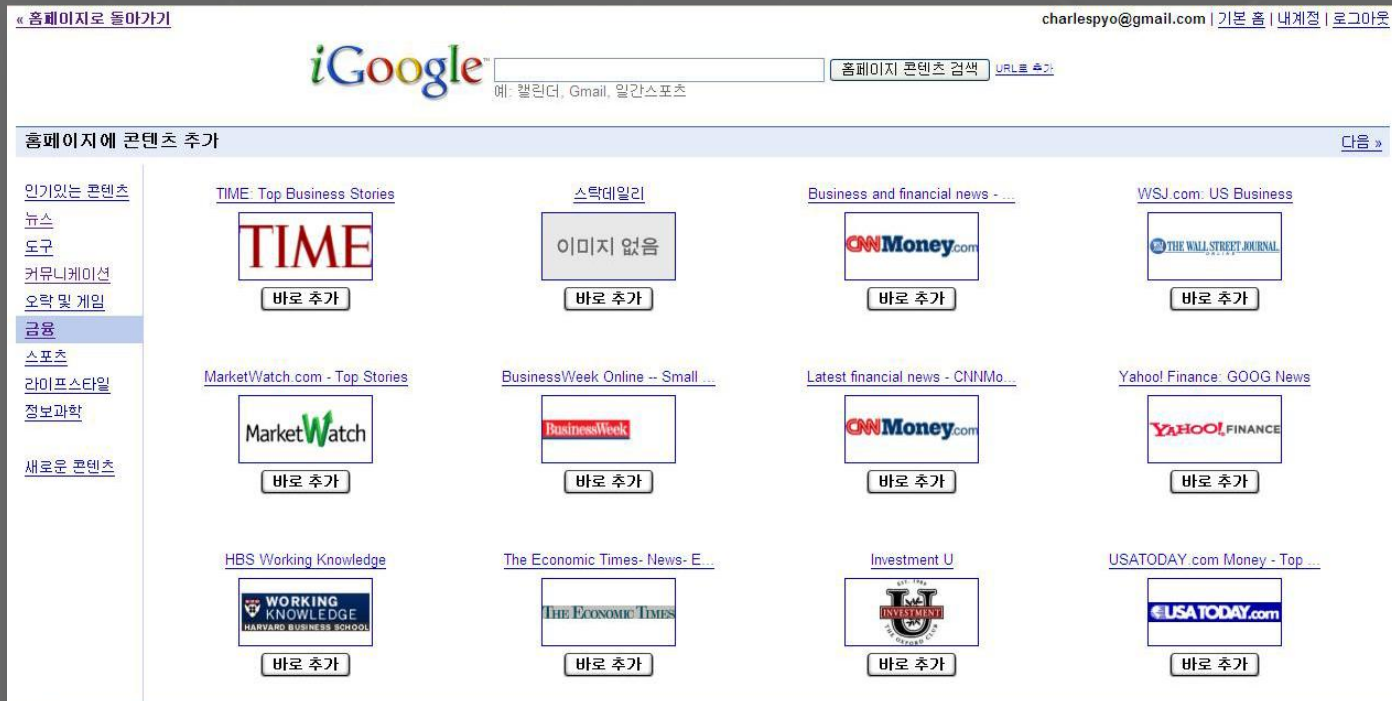 « 홈페이지로 돌아가기
charlespyo@gmail.com | 기본 홈 | 내계정 | 로그아웃
iGoogle™ 홈페이지 콘텐츠 검색 URL로 추가
예: 캘린더, Gmail, 일간스포츠
홈페이지에 콘텐츠 추가 다음 »
인기있는 콘텐츠
뉴스
도구
커뮤니케이션
오락 및 게임
금융
스포츠
라이프스타일
정보과학
새로운 콘텐츠
TIME: Top Business Stories 스탁데일리 Business and financial news - ... WSJ.com: US Business
TIME 이미지 없음 CNNMoney.com THE WALL STREET JOURNAL.
ONLINE
바로 추가 바로 추가 바로 추가 바로 추가
MarketWatch.com - Top Stories BusinessWeek Online -- Small ... Latest financial news - CNNMo... Yahoo! Finance: GOOG News
MarketWatch BusinessWeek CNNMoney.com YAHOO! FINANCE
바로 추가 바로 추가 바로 추가 바로 추가
HBS Working Knowledge The Economic Times- News- E... Investment U USATODAY.com Money - Top ...
WORKING
KNOWLEDGE
HARVARD BUSINESS SCHOOL
THE ECONOMIC TIMES
EST. 1999
U
INVESTMENT
THE OXFORD CLUB
USATODAY.com
바로 추가 바로 추가 바로 추가 바로 추가